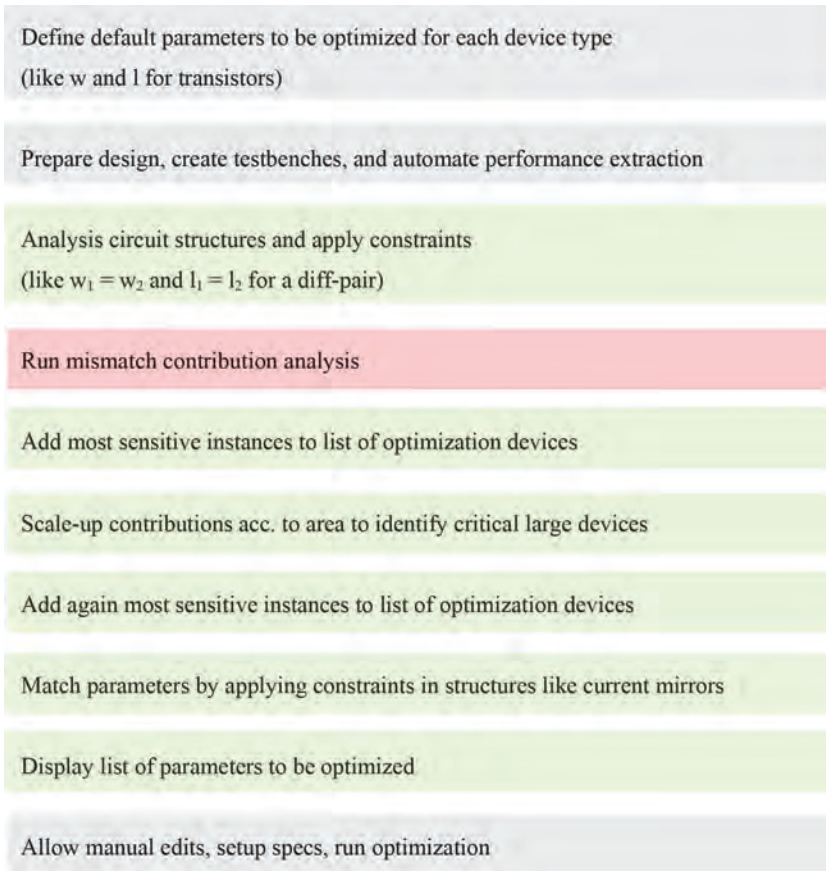 Define default parameters to be optimized for each device type
(like w and l for transistors)
Prepare design, create testbenches, and automate performance extraction
Analysis circuit structures and apply constraints
(like w₁ = w₂ and l₁ = l₂ for a diff-pair)
Run mismatch contribution analysis
Add most sensitive instances to list of optimization devices
Scale-up contributions acc. to area to identify critical large devices
Add again most sensitive instances to list of optimization devices
Match parameters by applying constraints in structures like current mirrors
Display list of parameters to be optimized
Allow manual edits, setup specs, run optimization